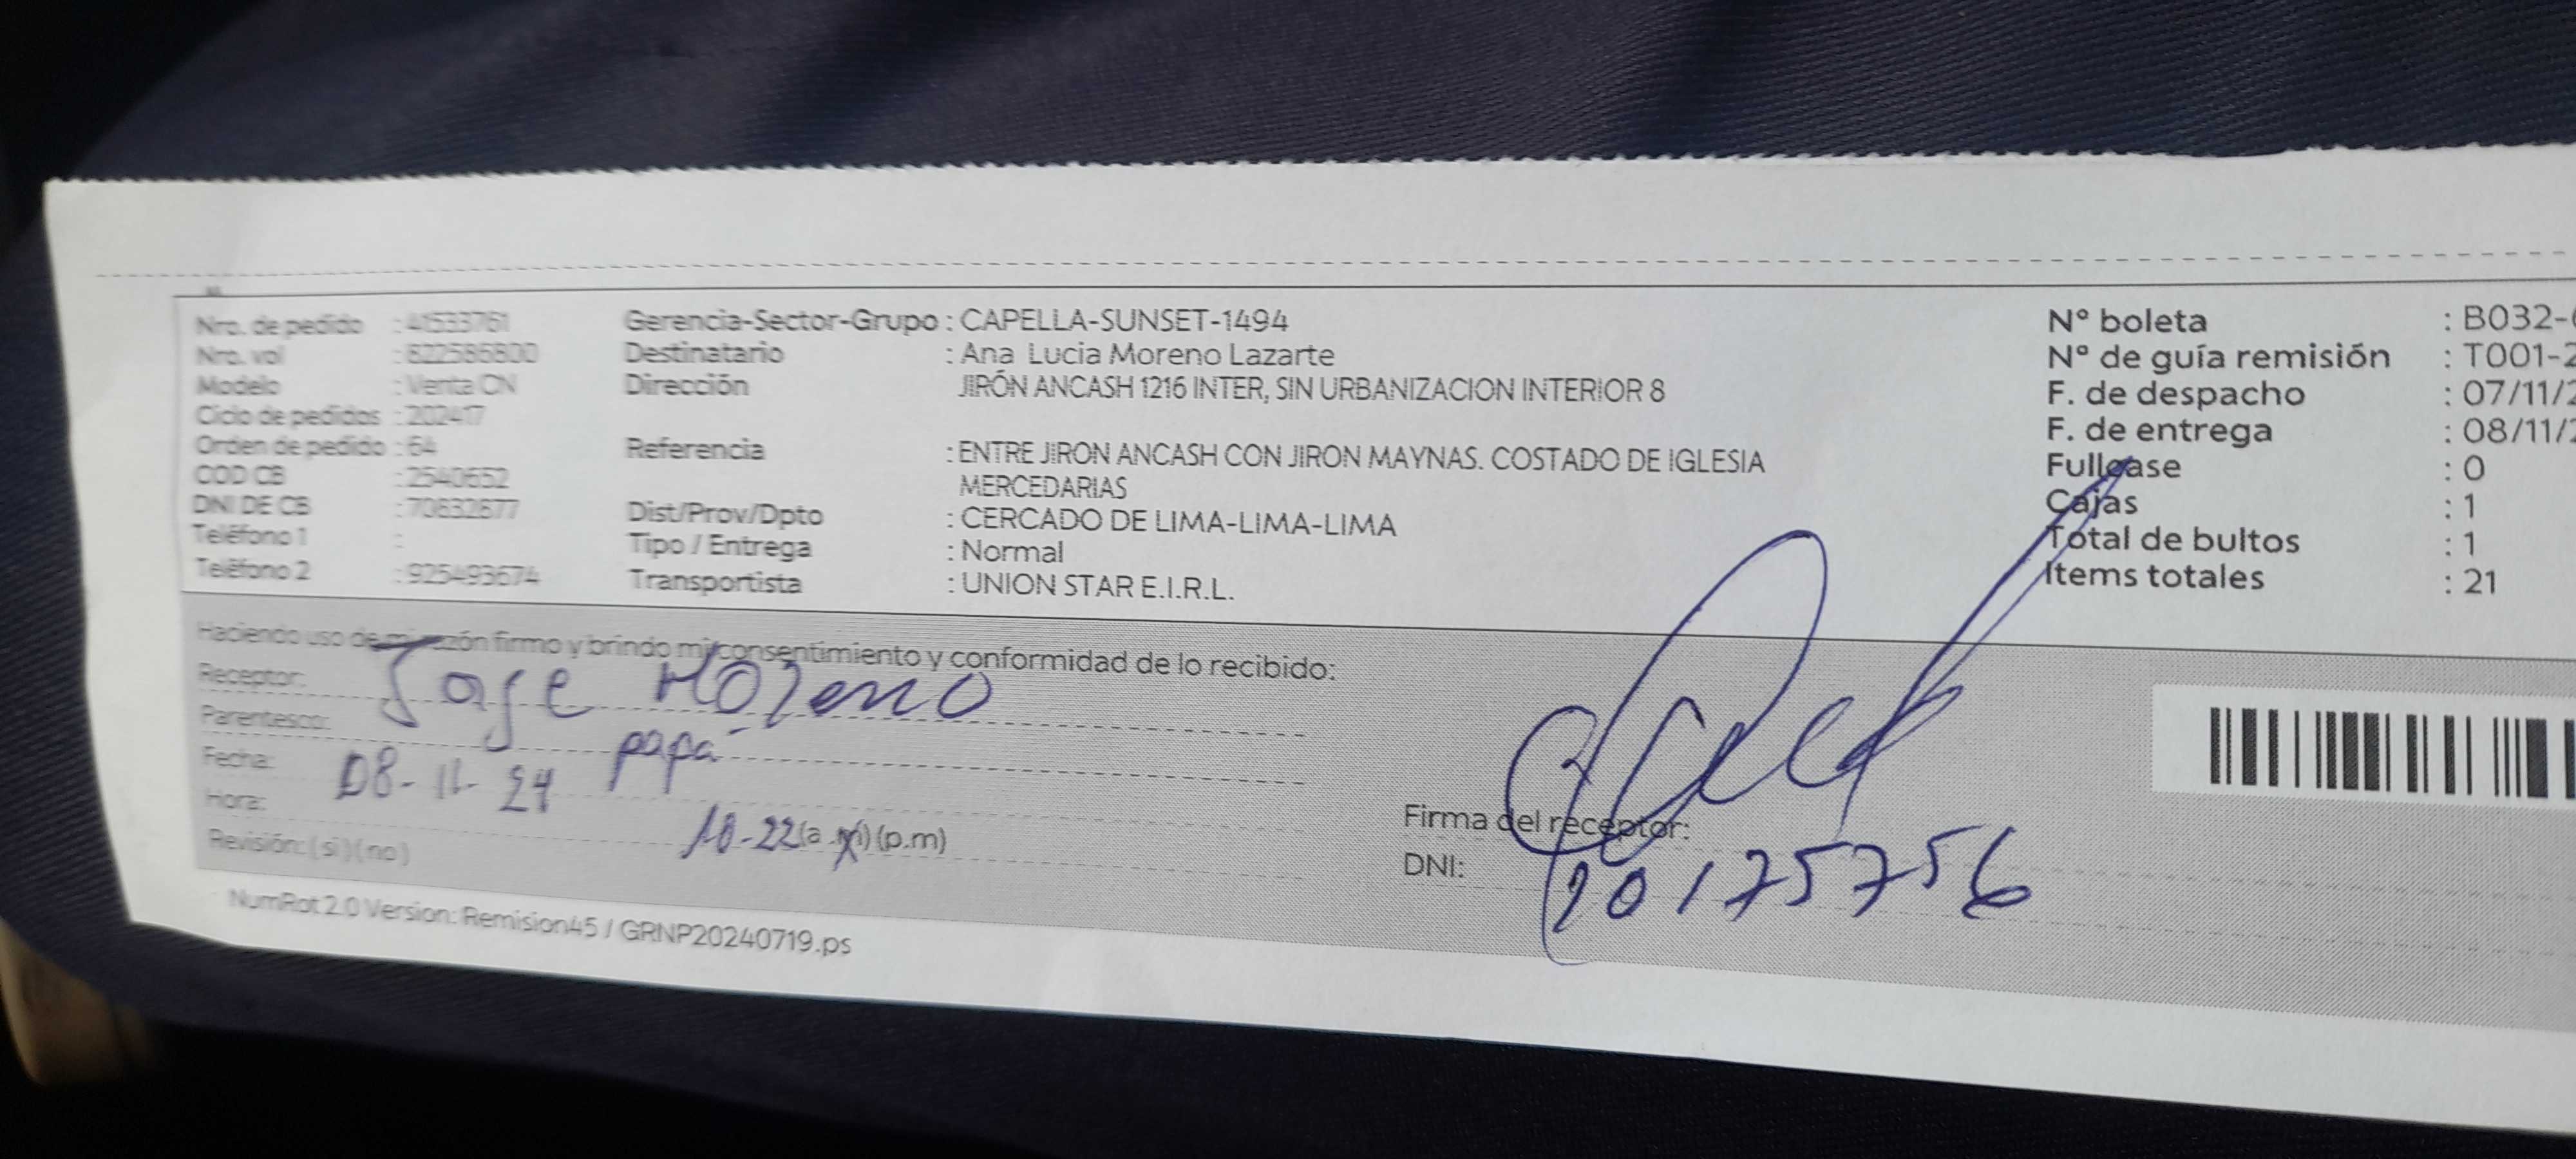 Nro. de pedido : 41533761
Nro. vol : 822586800
Modelo : Venta CN
Ciclo de pedidos : 202417
Orden de pedido : 64
COD CB : 2540652
DNI DE CB : 70832677
Teléfono 1 :
Teléfono 2 : 925493674
Gerencia-Sector-Grupo : CAPELLA-SUNSET-1494
Destinatario : Ana Lucia Moreno Lazarte
Dirección JIRÓN ANCASH 1216 INTER, SIN URBANIZACION INTERIOR 8
Referencia : ENTRE JIRON ANCASH CON JIRON MAYNAS. COSTADO DE IGLESIA
MERCEDARIAS
Dist/Prov/Dpto : CERCADO DE LIMA-LIMA-LIMA
Tipo / Entrega : Normal
Transportista : UNION STAR E.I.R.L.
Nº boleta : B032-
Nº de guía remisión : T001-2
F. de despacho : 07/11/2
F. de entrega : 08/11/2
Fullcase : 0
Cajas : 1
Total de bultos : 1
Items totales : 21
Haciendo uso de mi razón firmo y brindo mi consentimiento y conformidad de lo recibido:
Receptor: Jose Moreno
Parentesco: papá
Fecha: 08-11-24
Hora: 10-22 (a.m) (p.m)
Revisión: (si) (no)
Firma del receptor:
DNI: 20175756
NumRot 2.0 Version: Remision45 / GRNP20240719.ps